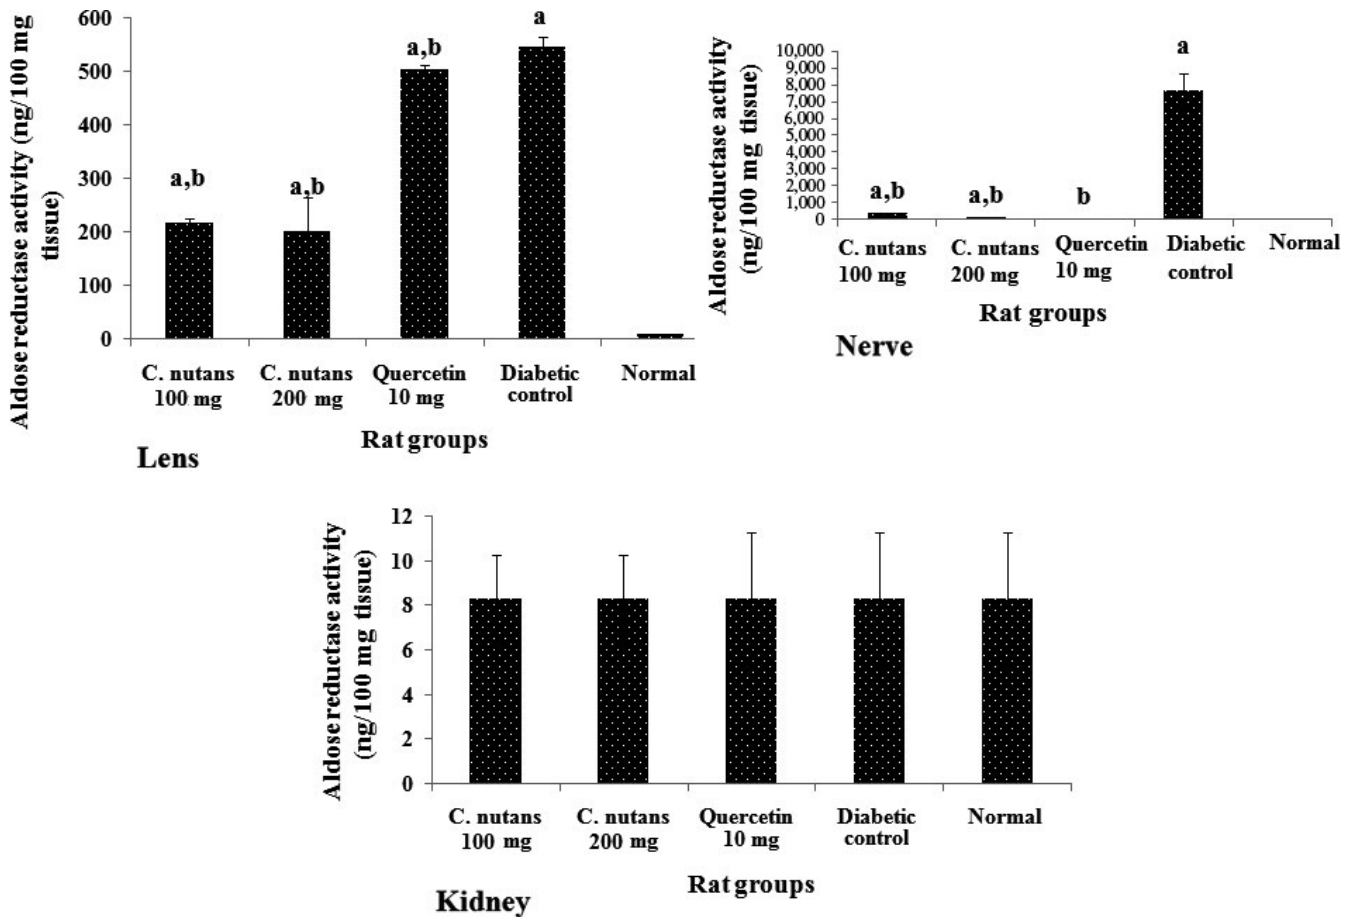 Aldose reductase activity (ng/100 mg
tissue)
600
500
400
300
200
100
0
a,b
a,b
a,b
a
C. nutans
100 mg
C. nutans
200 mg
Quercetin
10 mg
Diabetic
control
Normal
Rat groups
Lens
Aldose reductase activity
(ng/100 mg tissue)
10,000
9,000
8,000
7,000
6,000
5,000
4,000
3,000
2,000
1,000
0
a,b
a,b
b
a
C. nutans
100 mg
C. nutans
200 mg
Quercetin
10 mg
Diabetic
control
Normal
Rat groups
Nerve
Aldose reductase activity
(ng/100 mg tissue)
12
10
8
6
4
2
0
C. nutans
100 mg
C. nutans
200 mg
Quercetin
10 mg
Diabetic
control
Normal
Rat groups
Kidney